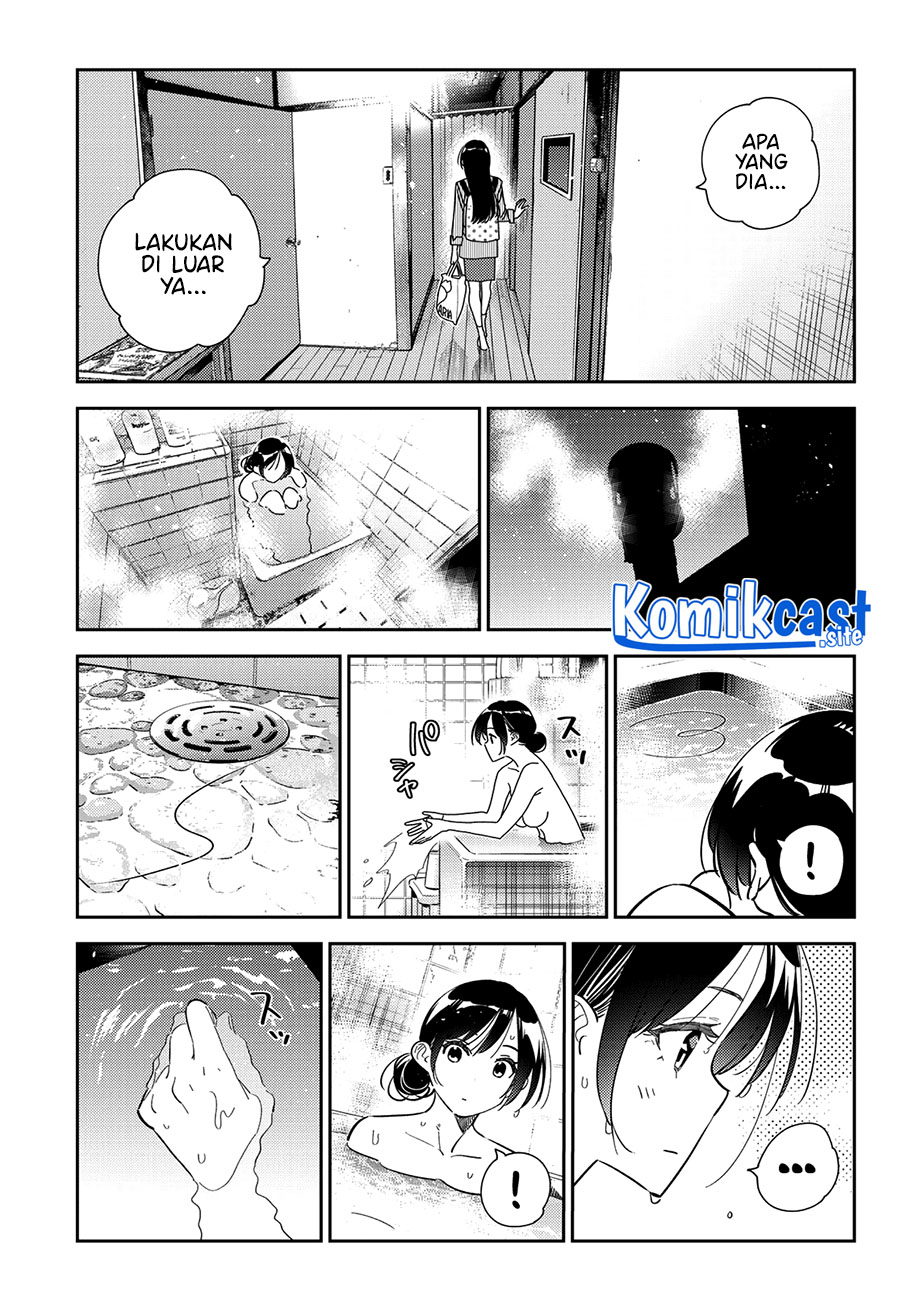 APA
YANG
DIA...
LAKUKAN
DI LUAR
YA...
Komikcast
.site
!
スッ
パシャ
...
!
スッ